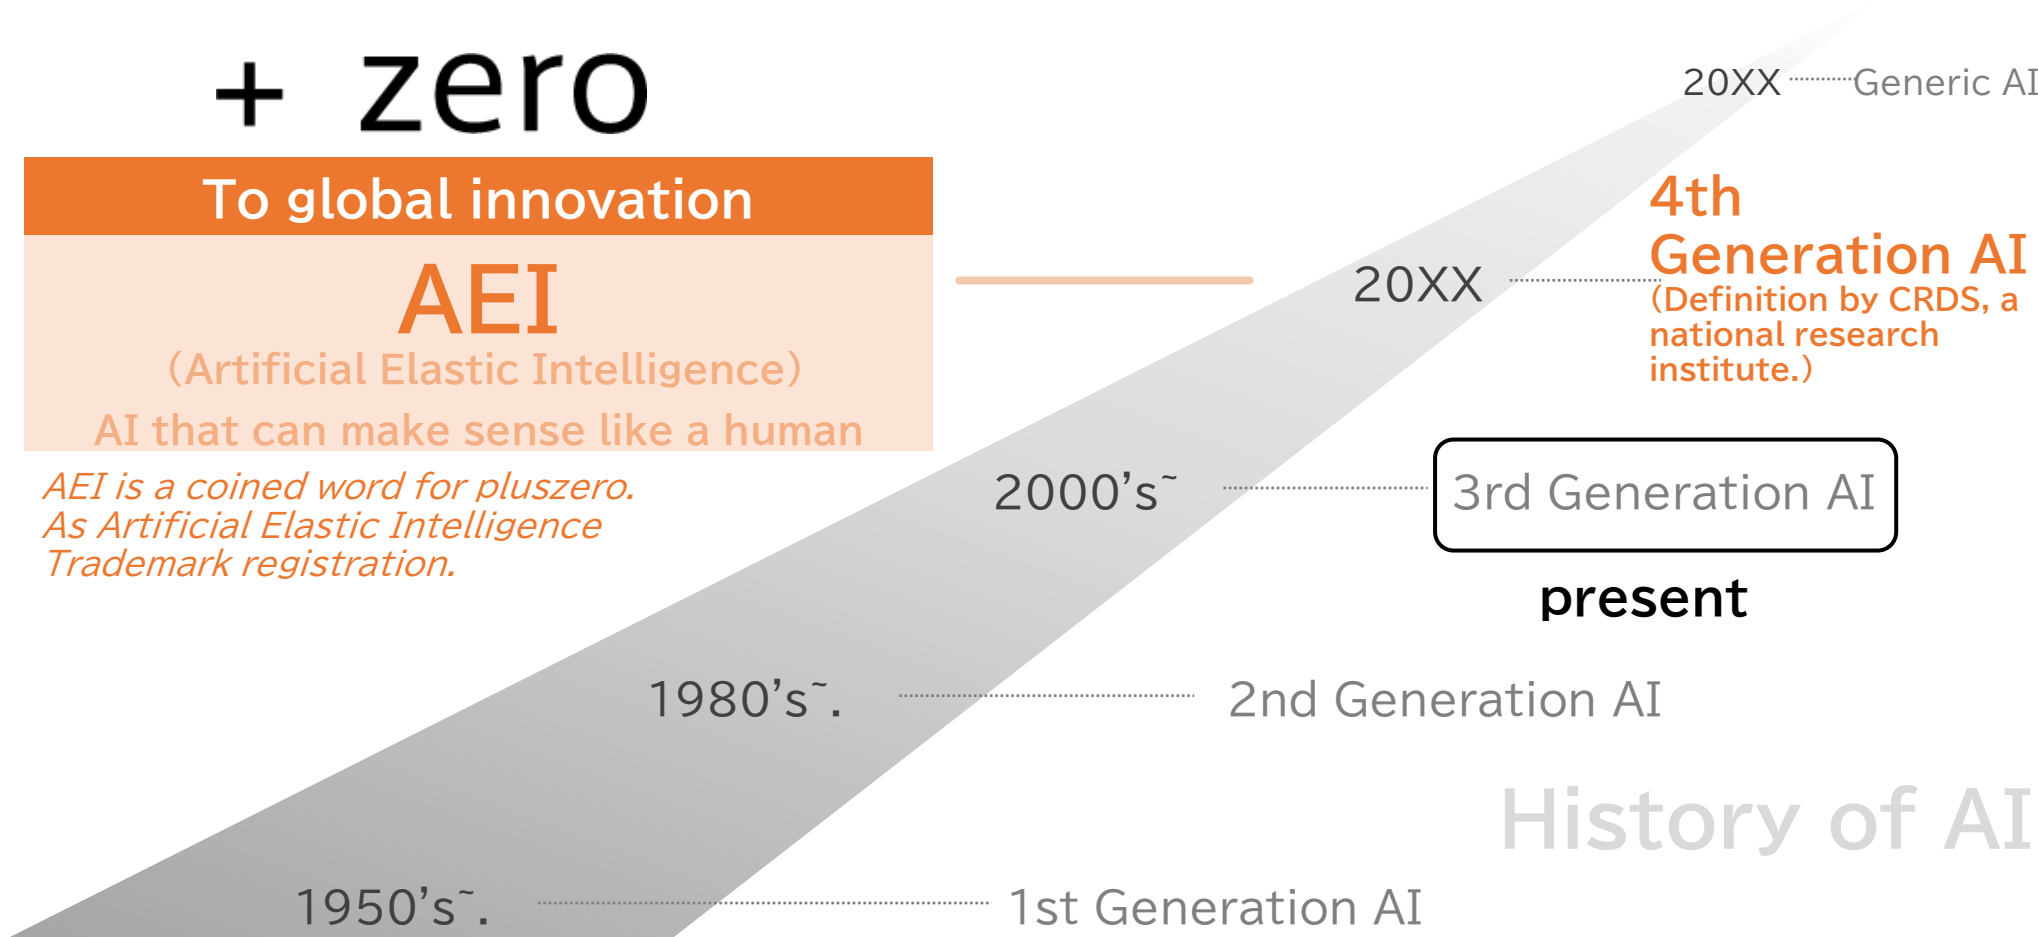 + zero
To global innovation
AEI
(Artificial Elastic Intelligence)
AI that can make sense like a human
AEI is a coined word for pluszero.
As Artificial Elastic Intelligence
Trademark registration.
20XX
Generic AI
20XX
4th
Generation AI
(Definition by CRDS, a
national research
institute.)
2000's~
3rd Generation AI
present
1980's~.
2nd Generation AI
History of AI
1950's~.
1st Generation AI